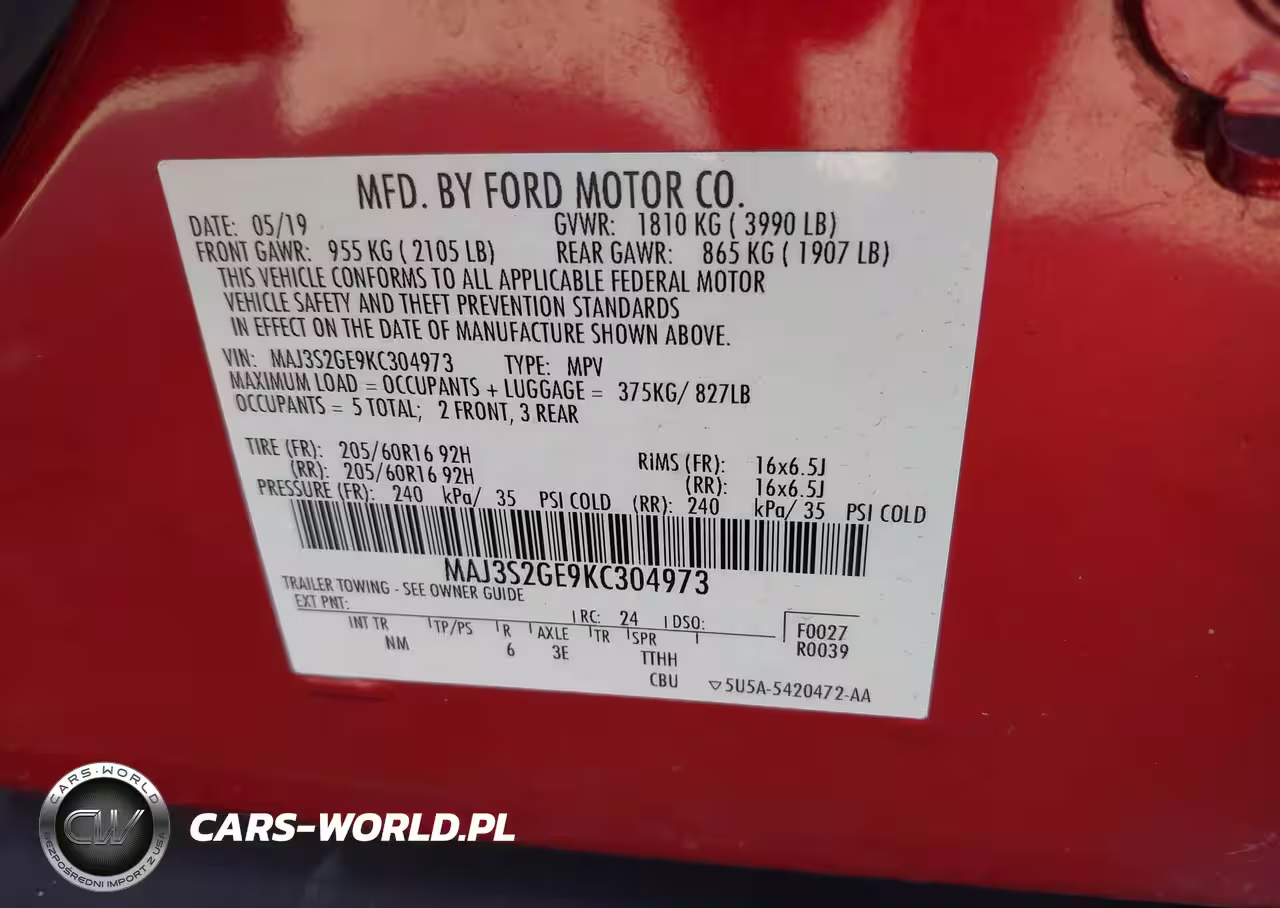 MFD. BY FORD MOTOR CO.
DATE: 05/19 GVWR: 1810 KG ( 3990 LB)
FRONT GAWR: 955 KG ( 2105 LB) REAR GAWR: 865 KG ( 1907 LB)
THIS VEHICLE CONFORMS TO ALL APPLICABLE FEDERAL MOTOR
VEHICLE SAFETY AND THEFT PREVENTION STANDARDS
IN EFFECT ON THE DATE OF MANUFACTURE SHOWN ABOVE.
VIN: MAJ3S2GE9KC304973 TYPE: MPV
MAXIMUM LOAD = OCCUPANTS + LUGGAGE = 375KG/ 827LB
OCCUPANTS = 5 TOTAL; 2 FRONT, 3 REAR
TIRE (FR): 205/60R16 92H RIMS (FR): 16x6.5J
(RR): 205/60R16 92H (RR): 16x6.5J
PRESSURE (FR): 240 kPa/ 35 PSI COLD (RR): 240 kPa/ 35 PSI COLD
MAJ3S2GE9KC304973
TRAILER TOWING - SEE OWNER GUIDE
EXT PNT: RC: 24 DSO:
INT TR TP/PS R AXLE TR SPR F0027
NM 6 3E TTHH R0039
CBU ▽5U5A-5420472-AA
CARS-WORLD
CW
BEZPOŚREDNI IMPORT Z USA
CARS-WORLD.PL